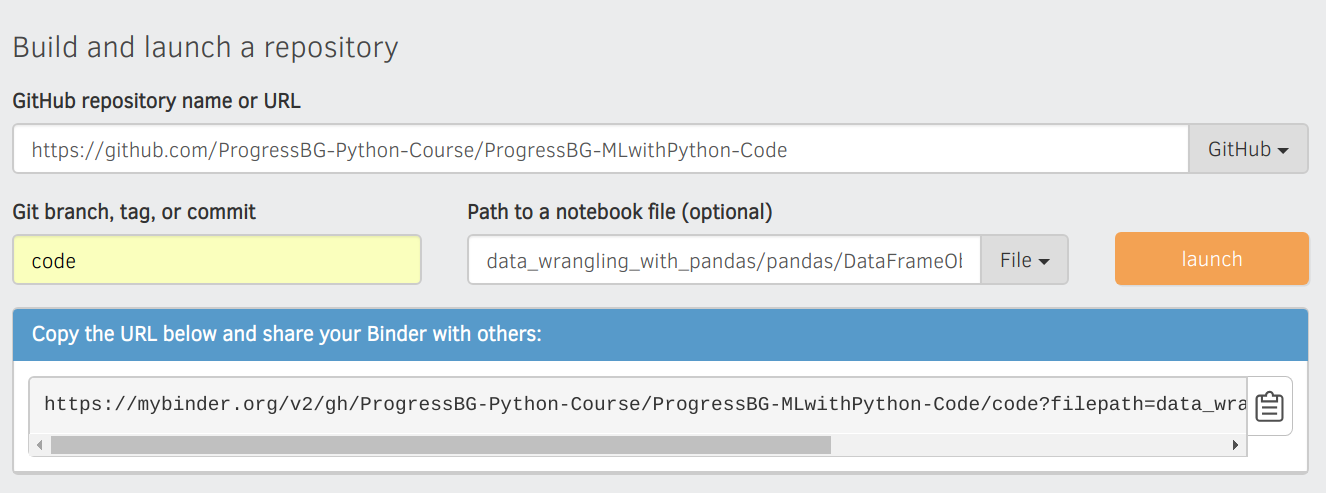 Build and launch a repository
GitHub repository name or URL
https://github.com/ProgressBG-Python-Course/ProgressBG-MLwithPython-Code
GitHub
Git branch, tag, or commit
Path to a notebook file (optional)
code
data_wrangling_with_pandas/pandas/DataFrameOb
File
launch
Copy the URL below and share your Binder with others:
https://mybinder.org/v2/gh/ProgressBG-Python-Course/ProgressBG-MLwithPython-Code/code?filepath=data_wra